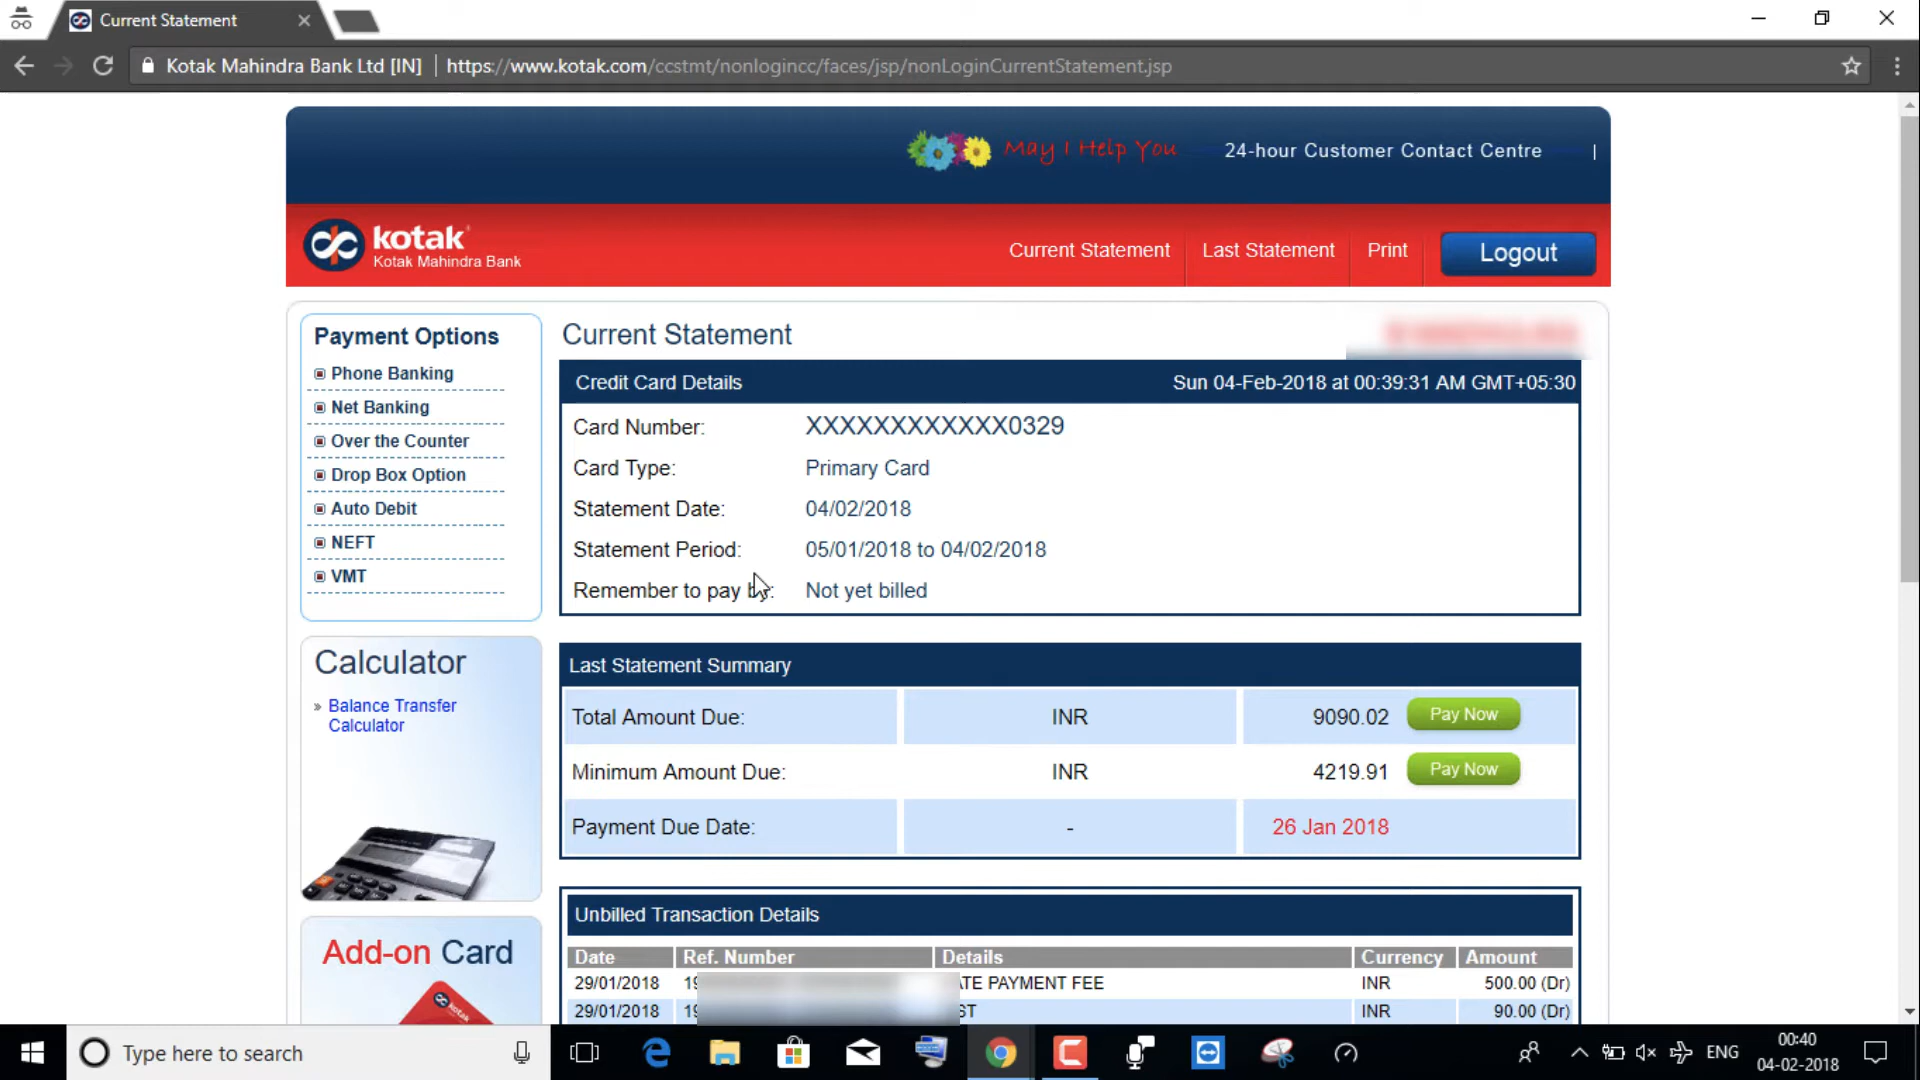 Current Statement
Kotak Mahindra Bank Ltd [IN] | https://www.kotak.com/ccstmt/nonlogincc/faces/jsp/nonLoginCurrentStatement.jsp
May I Help You
24-hour Customer Contact Centre |
kotak
Kotak Mahindra Bank
Current Statement
Last Statement
Print
Logout
Payment Options
Phone Banking
Net Banking
Over the Counter
Drop Box Option
Auto Debit
NEFT
VMT
Calculator
» Balance Transfer
Calculator
Add-on Card
kotak
Current Statement
Credit Card Details Sun 04-Feb-2018 at 00:39:31 AM GMT+05:30
Card Number: XXXXXXXXXXXX0329
Card Type: Primary Card
Statement Date: 04/02/2018
Statement Period: 05/01/2018 to 04/02/2018
Remember to pay Not yet billed
Last Statement Summary
Total Amount Due: INR 9090.02 Pay Now
Minimum Amount Due: INR 4219.91 Pay Now
Payment Due Date: - 26 Jan 2018
Unbilled Transaction Details
Date Ref. Number Details Currency Amount
29/01/2018 PAYMENT FEE INR 500.00 (Dr)
29/01/2018 INR 90.00 (Dr)
Type here to search
ENG
00:40
04-02-2018